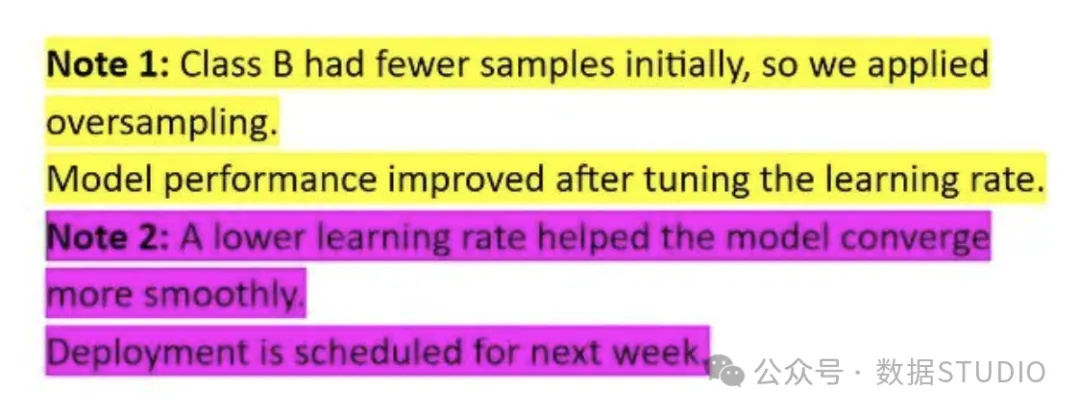 Note 1: Class B had fewer samples initially, so we applied
oversampling.
Model performance improved after tuning the learning rate.
Note 2: A lower learning rate helped the model converge
more smoothly.
Deployment is scheduled for next week.
公众号 · 数据STUDIO